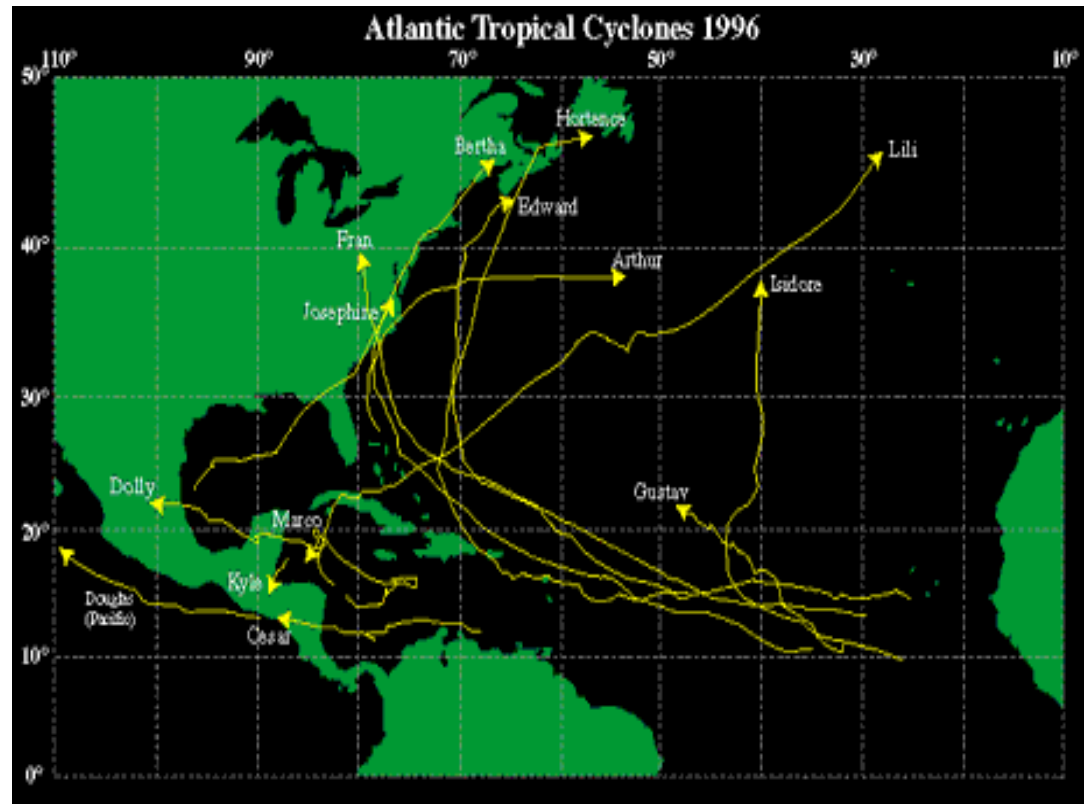 Atlantic Tropical Cyclones 1996
110° 90° 70° 50° 30° 10°
50°
Hortence
Bertha
Lili
Edward
Fran
40°
Arthur
Isidore
Josephine
30°
Dolly
Gustav
Marco
20°
Kyle
Douglas
(Pacific)
Cesar
10°
0°